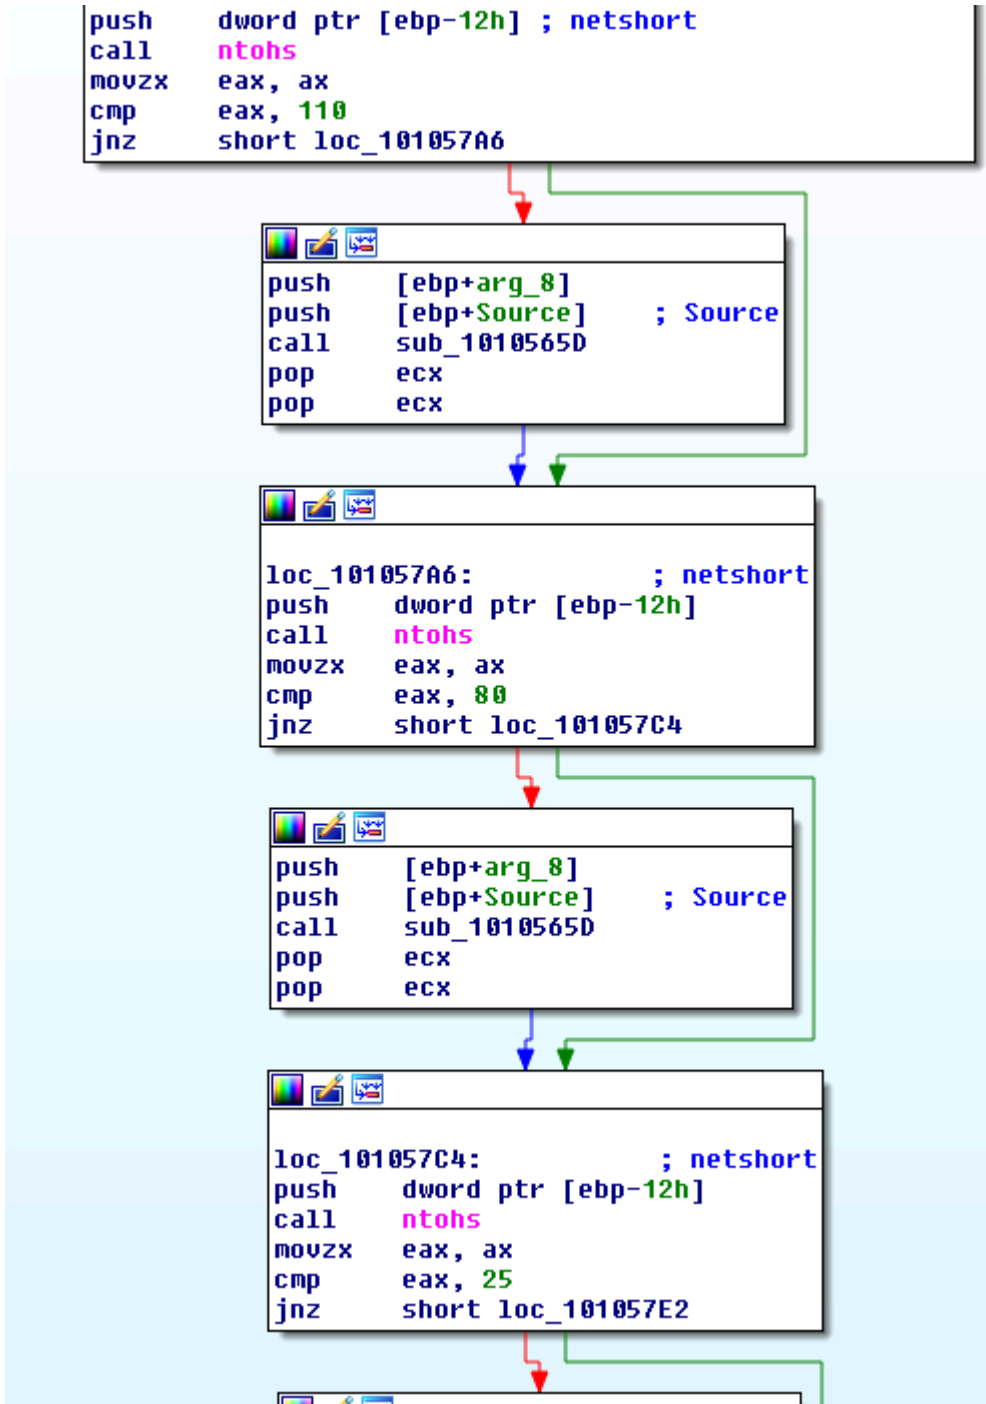 push dword ptr [ebp-12h] ; netshort
call ntohs
movzx eax, ax
cmp eax, 110
jnz short loc_101057A6
push [ebp+arg_8]
push [ebp+Source] ; Source
call sub_1010565D
pop ecx
pop ecx
loc_101057A6: ; netshort
push dword ptr [ebp-12h]
call ntohs
movzx eax, ax
cmp eax, 80
jnz short loc_101057C4
push [ebp+arg_8]
push [ebp+Source] ; Source
call sub_1010565D
pop ecx
pop ecx
loc_101057C4: ; netshort
push dword ptr [ebp-12h]
call ntohs
movzx eax, ax
cmp eax, 25
jnz short loc_101057E2